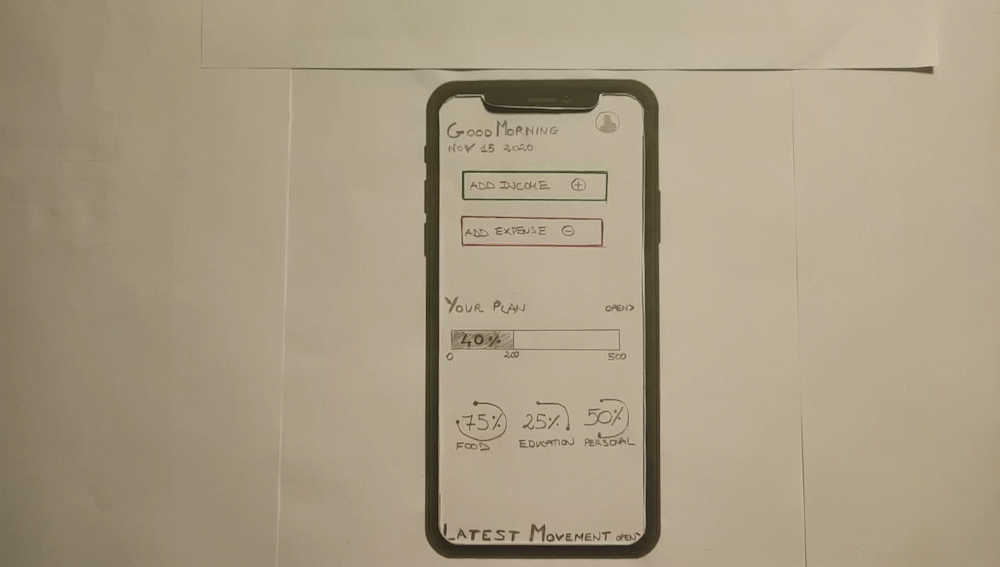 GOOD MORNING
NOV 15 2020
ADD INCOME +
ADD EXPENSE -
YOUR PLAN OPEN>
40%
0 200 500
75% 25% 50%
FOOD EDUCATION PERSONAL
LATEST MOVEMENT OPEN>